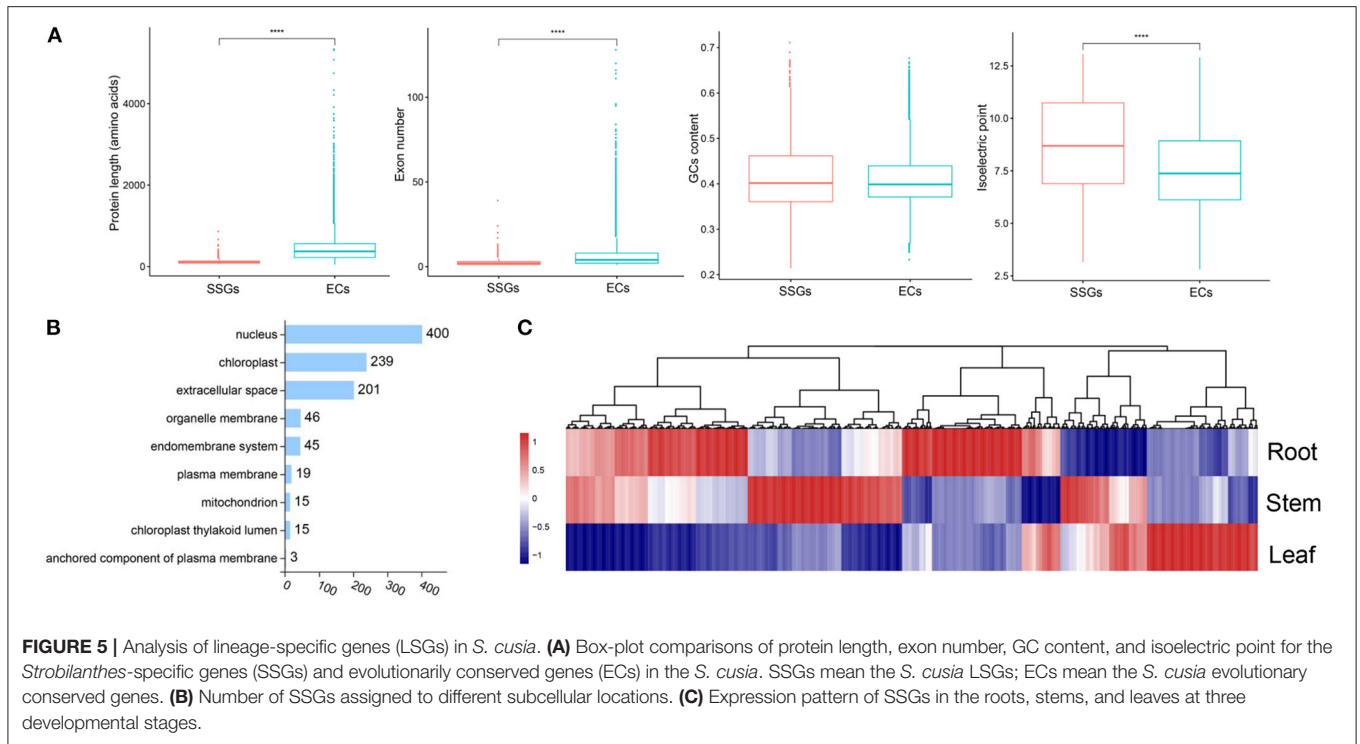 A
****
Protein length (amino acids)
4000
2000
0
SSGs
ECs
****
Exon number
100
50
0
SSGs
ECs
GCs content
0.7
0.6
0.5
0.4
0.3
0.2
SSGs
ECs
****
Isoelectric point
12.5
10.0
7.5
5.0
2.5
SSGs
ECs
B
nucleus 400
chloroplast 239
extracellular space 201
organelle membrane 46
endomembrane system 45
plasma membrane 19
mitochondrion 15
chloroplast thylakoid lumen 15
anchored component of plasma membrane 3
0 100 200 300 400
C
1
0.5
0
−0.5
−1
Root
Stem
Leaf
FIGURE 5 | Analysis of lineage-specific genes (LSGs) in S. cusia. (A) Box-plot comparisons of protein length, exon number, GC content, and isoelectric point for the
Strobilanthes-specific genes (SSGs) and evolutionarily conserved genes (ECs) in the S. cusia. SSGs mean the S. cusia LSGs; ECs mean the S. cusia evolutionary
conserved genes. (B) Number of SSGs assigned to different subcellular locations. (C) Expression pattern of SSGs in the roots, stems, and leaves at three
developmental stages.